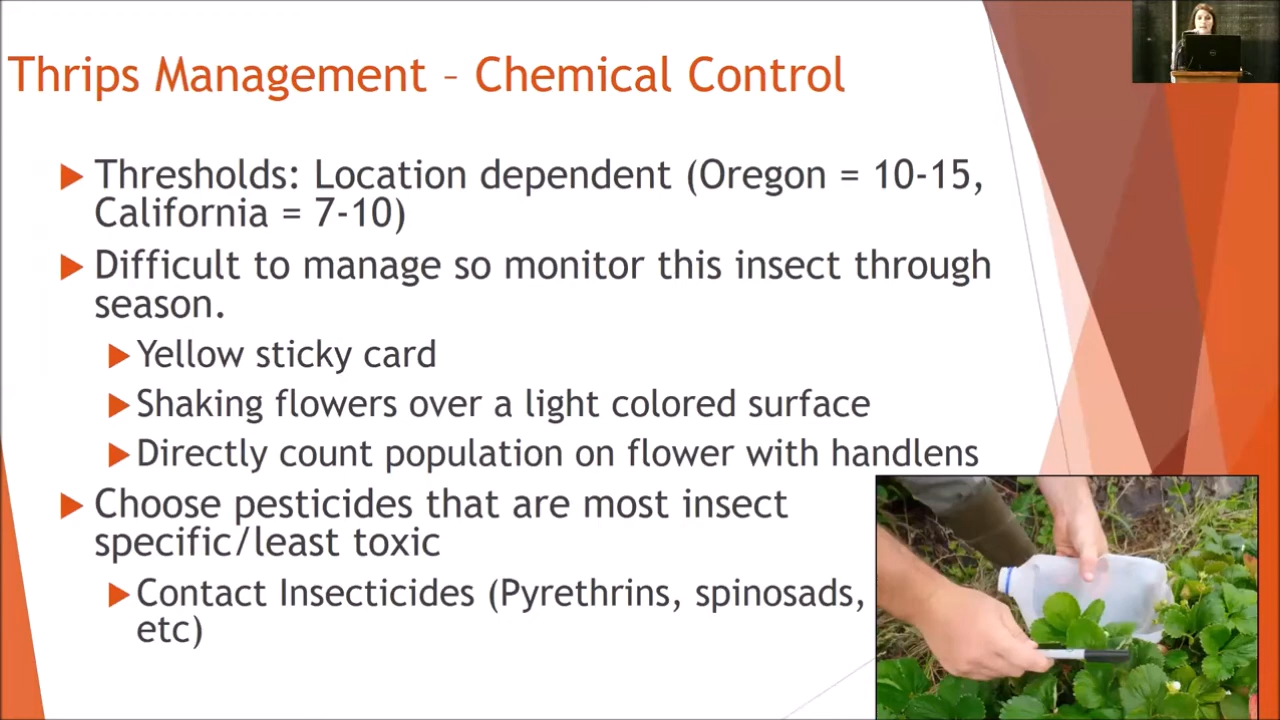 Thrips Management – Chemical Control
Thresholds: Location dependent (Oregon = 10-15,
California = 7-10)
Difficult to manage so monitor this insect through
season.
Yellow sticky card
Shaking flowers over a light colored surface
Directly count population on flower with handlens
Choose pesticides that are most insect
specific/least toxic
Contact Insecticides (Pyrethrins, spinosads,
etc)